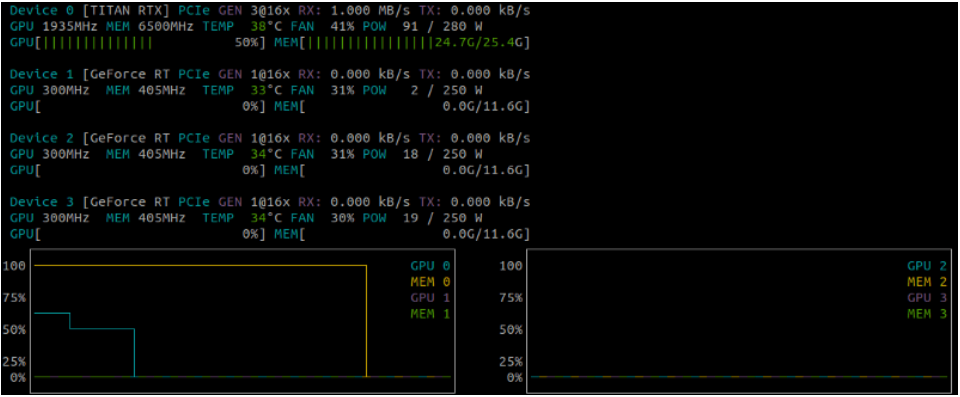 Device 0 [TITAN RTX] PCIe GEN 3@16x RX: 1.000 MB/s TX: 0.000 kB/s
GPU 1935MHz MEM 6500MHz TEMP 38°C FAN 41% POW 91 / 280 W
GPU[|||||||||||||| 50%] MEM[||||||||||||||||24.7G/25.4G]
Device 1 [GeForce RT PCIe GEN 1@16x RX: 0.000 kB/s TX: 0.000 kB/s
GPU 300MHz MEM 405MHz TEMP 33°C FAN 31% POW 2 / 250 W
GPU[ 0%] MEM[ 0.0G/11.6G]
Device 2 [GeForce RT PCIe GEN 1@16x RX: 0.000 kB/s TX: 0.000 kB/s
GPU 300MHz MEM 405MHz TEMP 34°C FAN 31% POW 18 / 250 W
GPU[ 0%] MEM[ 0.0G/11.6G]
Device 3 [GeForce RT PCIe GEN 1@16x RX: 0.000 kB/s TX: 0.000 kB/s
GPU 300MHz MEM 405MHz TEMP 34°C FAN 30% POW 19 / 250 W
GPU[ 0%] MEM[ 0.0G/11.6G]
100
75%
50%
25%
0%
GPU 0
MEM 0
GPU 1
MEM 1
100
75%
50%
25%
0%
GPU 2
MEM 2
GPU 3
MEM 3